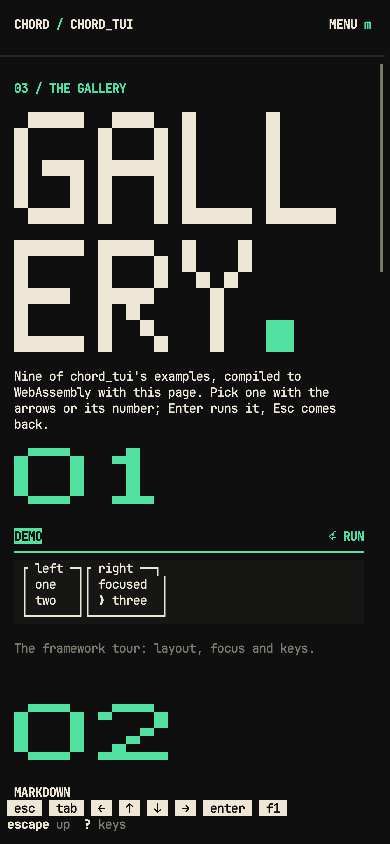 CHORD / CHORD_TUI MENU m
03 / THE GALLERY
GALL
ERY.
Nine of chord_tui's examples, compiled to
WebAssembly with this page. Pick one with the
arrows or its number; Enter runs it, Esc comes
back.
01
DEMO RUN
left right
one focused
two ❯ three
The framework tour: layout, focus and keys.
02
MARKDOWN
esc tab ← ↑ ↓ → enter f1
escape up ? keys